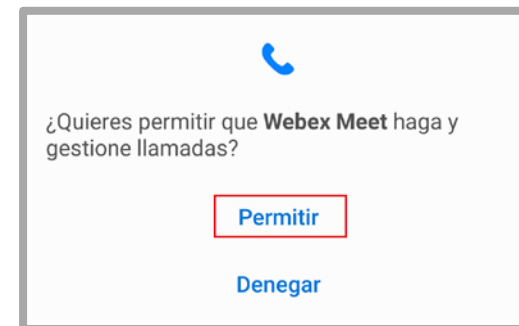 ¿Quieres permitir que Webex Meet haga y
gestione llamadas?
Permitir
Denegar